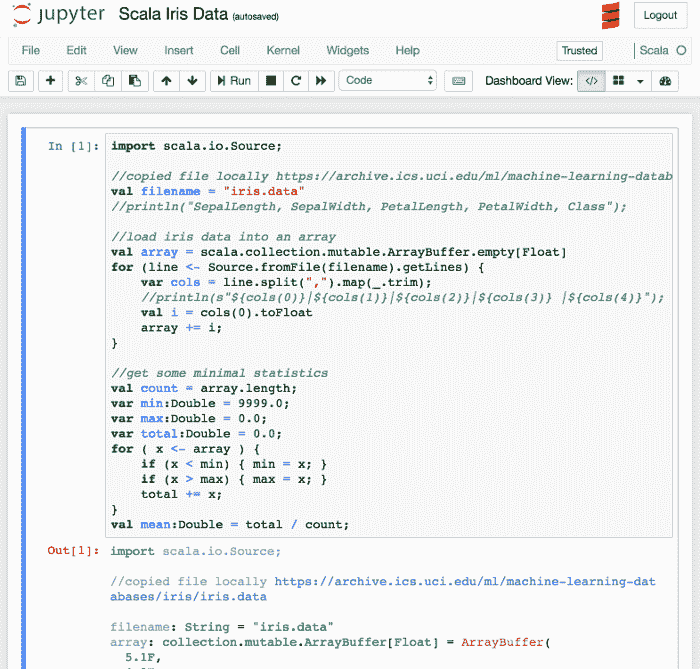 jupyter Scala Iris Data (autosaved)
Logout
File Edit View Insert Cell Kernel Widgets Help Trusted Scala
Run Code Dashboard View:
In [1]: import scala.io.Source;
//copied file locally https://archive.ics.uci.edu/ml/machine-learning-datab
val filename = "iris.data"
//println("SepalLength, SepalWidth, PetalLength, PetalWidth, Class");
//load iris data into an array
val array = scala.collection.mutable.ArrayBuffer.empty[Float]
for (line <- Source.fromFile(filename).getLines) {
var cols = line.split(",").map(_.trim);
//println(s"${cols(0)}|${cols(1)}|${cols(2)}|${cols(3)} |${cols(4)}");
val i = cols(0).toFloat
array += i;
}
//get some minimal statistics
val count = array.length;
var min:Double = 9999.0;
var max:Double = 0.0;
var total:Double = 0.0;
for ( x <- array ) {
if (x < min) { min = x; }
if (x > max) { max = x; }
total += x;
}
val mean:Double = total / count;
Out[1]: import scala.io.Source;
//copied file locally https://archive.ics.uci.edu/ml/machine-learning-dat
abases/iris/iris.data
filename: String = "iris.data"
array: collection.mutable.ArrayBuffer[Float] = ArrayBuffer(
5.1F,